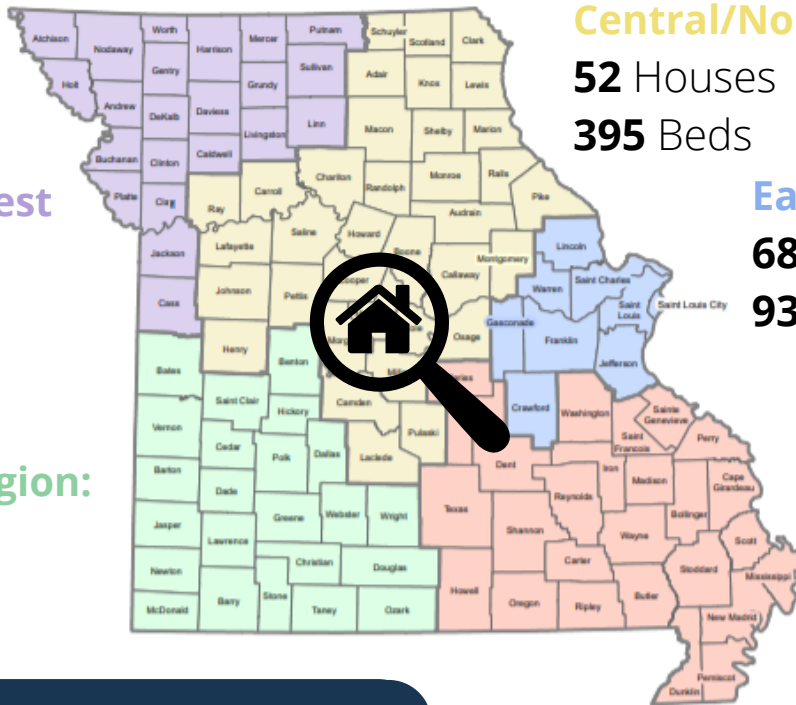 Central/No
52 Houses
395 Beds
Ea
68
93
est
gion:
Atchison
Nodaway
Worth
Harrison
Mercer
Putnam
Schuyler
Scotland
Clark
Holt
Gentry
Sullivan
Adair
Knox
Lewis
Andrew
DeKalb
Daviess
Grundy
Livingston
Linn
Macon
Shelby
Marion
Buchanan
Clinton
Caldwell
Chariton
Randolph
Monroe
Ralls
Pike
Platte
Ray
Carroll
Audrain
Saline
Howard
Boone
Lincoln
Jackson
Lafayette
Callaway
Montgomery
Warren
Saint Charles
Cass
Johnson
Pettis
Saint
Louis
Saint Louis City
Gasconade
Franklin
Osage
Henry
Jefferson
Bates
Benton
Saint Clair
Hickory
Camden
Crawford
Washington
Sainte
Genevieve
Vernon
Cedar
Polk
Dallas
Laclede
Pulaski
Saint
Francois
Perry
Barton
Dade
Dent
Iron
Madison
Cape
Girardeau
Jasper
Greene
Webster
Wright
Texas
Reynolds
Bollinger
Lawrence
Shannon
Wayne
Scott
Newton
Christian
Douglas
Carter
Stoddard
Mississippi
McDonald
Barry
Stone
Taney
Ozark
Howell
Oregon
Ripley
Butler
New Madrid
Pemiscot
Dunklin